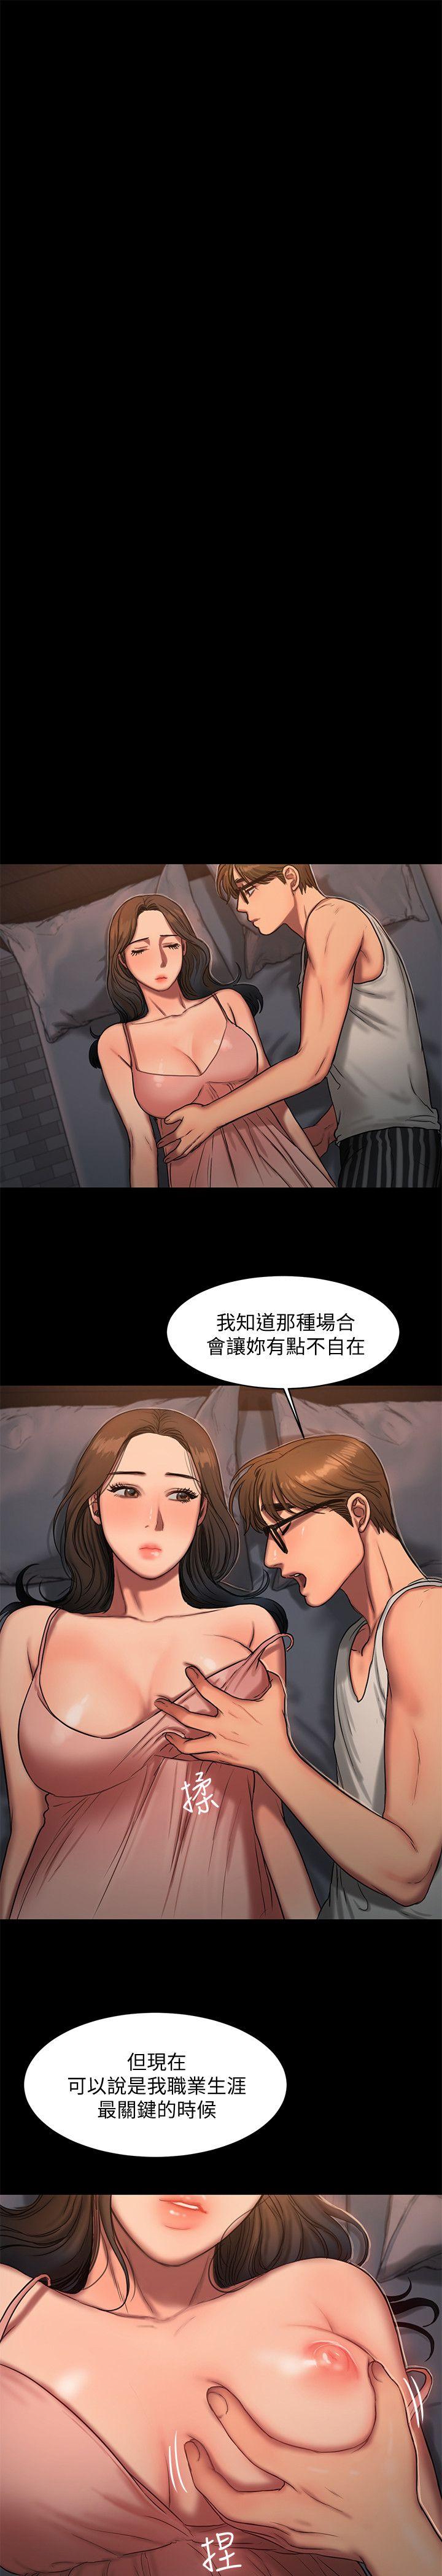 我知道那種場合
會讓妳有點不自在
揉
但現在
可以說是我職業生涯
最關鍵的時候
捏